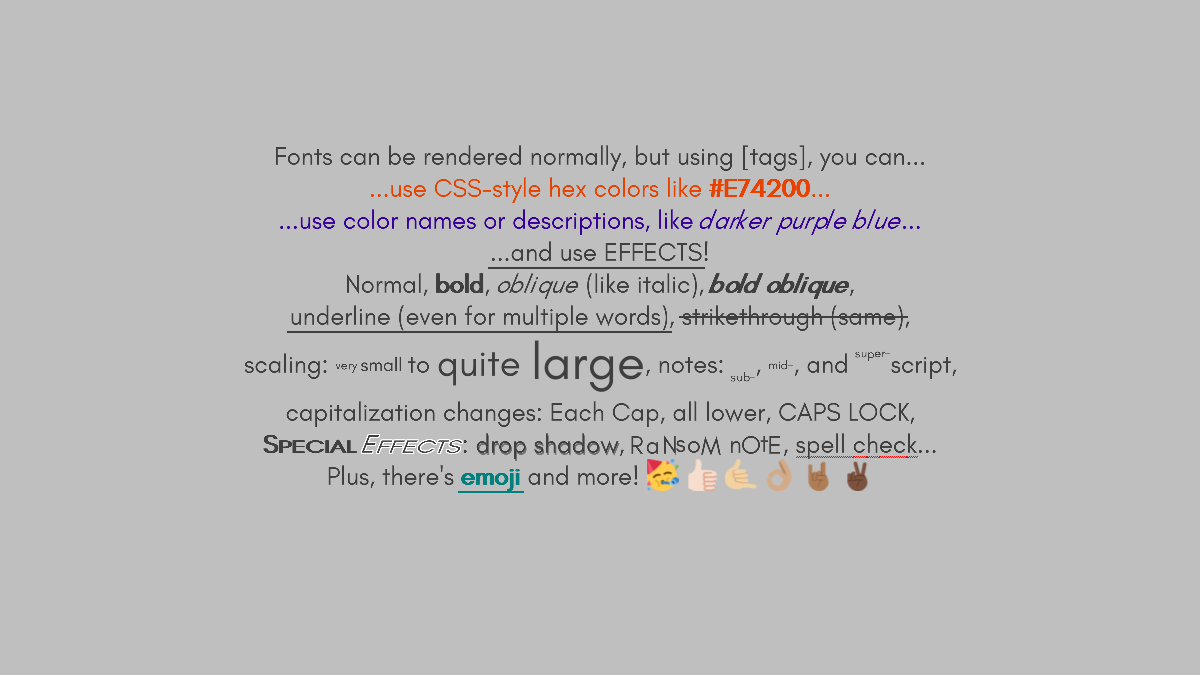 Fonts can be rendered normally, but using [tags], you can...
...use CSS-style hex colors like #E74200...
...use color names or descriptions, like darker purple blue...
...and use EFFECTS!
Normal, bold, oblique (like italic), bold oblique,
underline (even for multiple words), strikethrough (same),
scaling: very small to quite large, notes: sub-, mid-, and super-script,
capitalization changes: Each Cap, all lower, CAPS LOCK,
SPECIAL EFFECTS: drop shadow, RaNsoM nOtE, spell check...
Plus, there's emoji and more! 🥳👍🏻🤙🏼👌🏽🤘🏾✌🏿